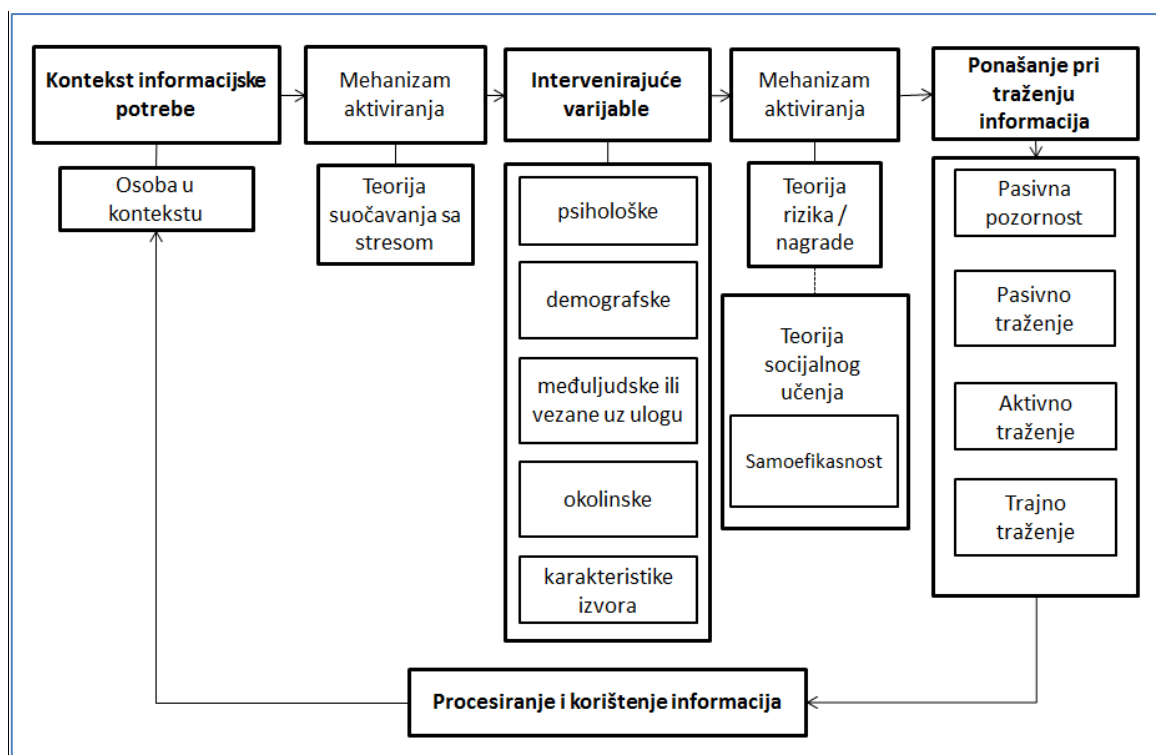 Kontekst informacijske
potrebe
Mehanizam
aktiviranja
Intervenirajuće
varijable
Mehanizam
aktiviranja
Ponašanje pri
traženju
informacija
Osoba u
kontekstu
Teorija
suočavanja sa
stresom
psihološke
demografske
međuljudske ili
vezane uz ulogu
okolinske
karakteristike
izvora
Teorija
rizika /
nagrade
Teorija
socijalnog
učenja
Samoefikasnost
Pasivna
pozornost
Pasivno
traženje
Aktivno
traženje
Trajno
traženje
Procesiranje i korištenje informacija